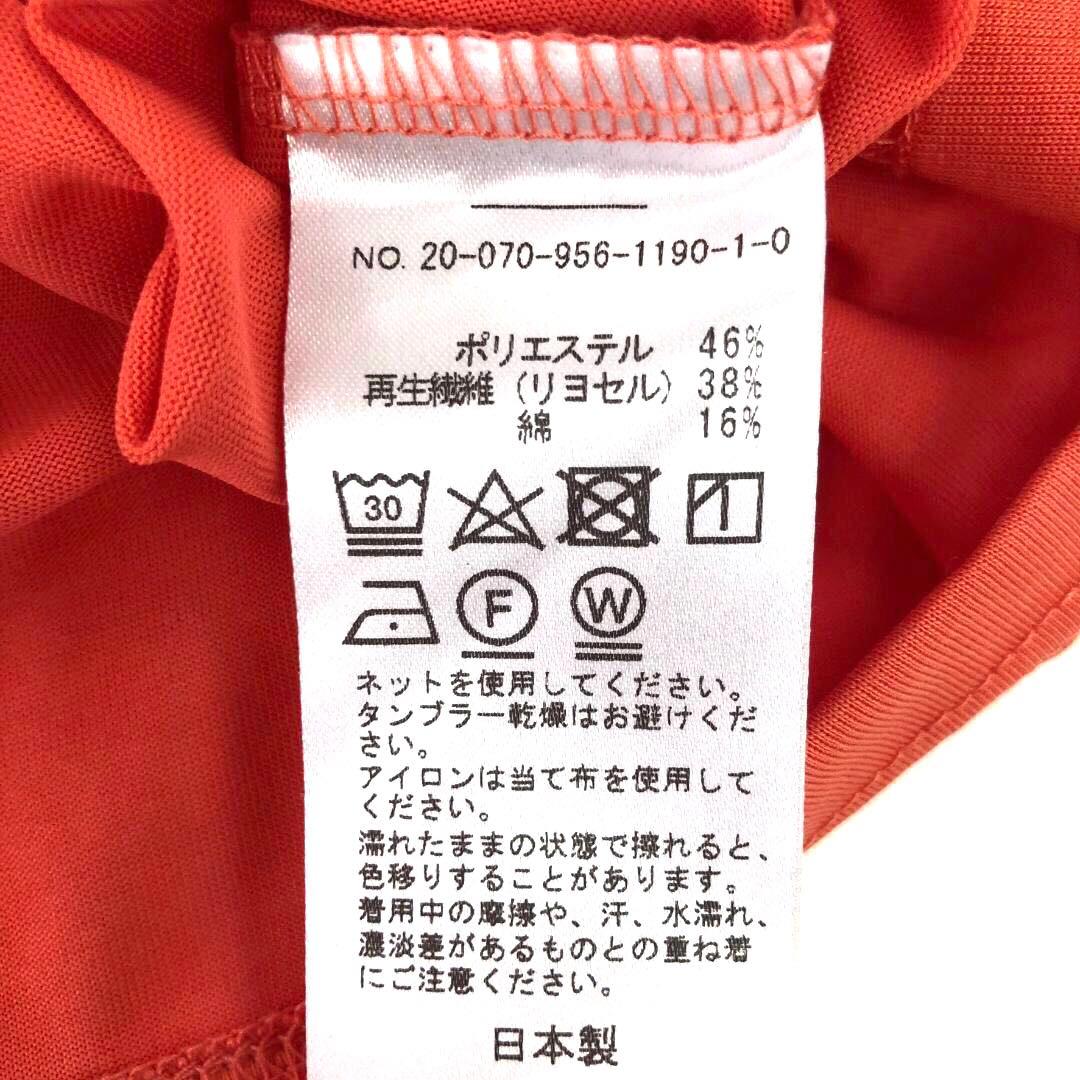 NO. 20-070-956-1190-1-0
ポリエステル 46%
再生繊維(リヨセル) 38%
綿 16%
30
F W
ネットを使用してください。
タンブラー乾燥はお避けくだ
さい。
アイロンは当て布を使用して
ください。
濡れたままの状態で擦れると、
色移りすることがあります。
着用中の摩擦や、汗、水濡れ、
濃淡差があるものとの重ね着
にご注意ください。
日本製